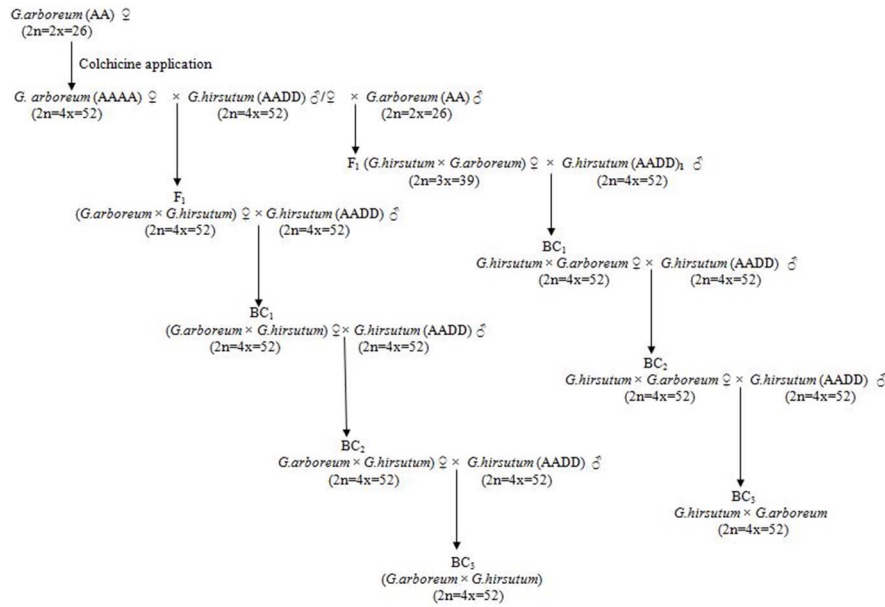 G.arboreum (AA) ♀
(2n=2x=26)
Colchicine application
G. arboreum (AAAA) ♀ × G.hirsutum (AADD) ♂/♀ × G.arboreum (AA) ♂
(2n=4x=52) (2n=4x=52) (2n=2x=26)
F₁ (G.hirsutum × G.arboreum) ♀ × G.hirsutum (AADD)₁ ♂
(2n=3x=39) (2n=4x=52)
F₁
(G.arboreum × G.hirsutum) ♀ × G.hirsutum (AADD) ♂
(2n=4x=52) (2n=4x=52)
BC₁
G.hirsutum × G.arboreum ♀ × G.hirsutum (AADD) ♂
(2n=4x=52) (2n=4x=52)
BC₁
(G.arboreum × G.hirsutum) ♀ × G.hirsutum (AADD) ♂
(2n=4x=52) (2n=4x=52)
BC₂
G.hirsutum × G.arboreum ♀ × G.hirsutum (AADD) ♂
(2n=4x=52) (2n=4x=52)
BC₂
G.arboreum × G.hirsutum) ♀ × G.hirsutum (AADD) ♂
(2n=4x=52) (2n=4x=52)
BC₃
G.hirsutum × G.arboreum
(2n=4x=52)
BC₃
(G.arboreum × G.hirsutum)
(2n=4x=52)